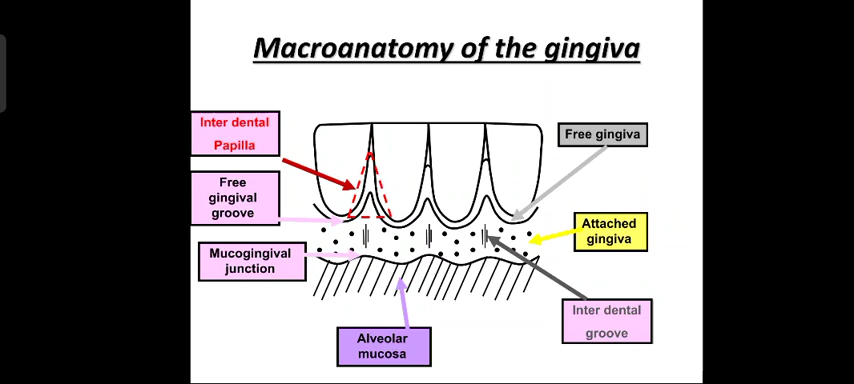 Macroanatomy of the gingiva
Inter dental
Papilla
Free gingiva
Free
gingival
groove
Attached
gingiva
Mucogingival
junction
Inter dental
groove
Alveolar
mucosa